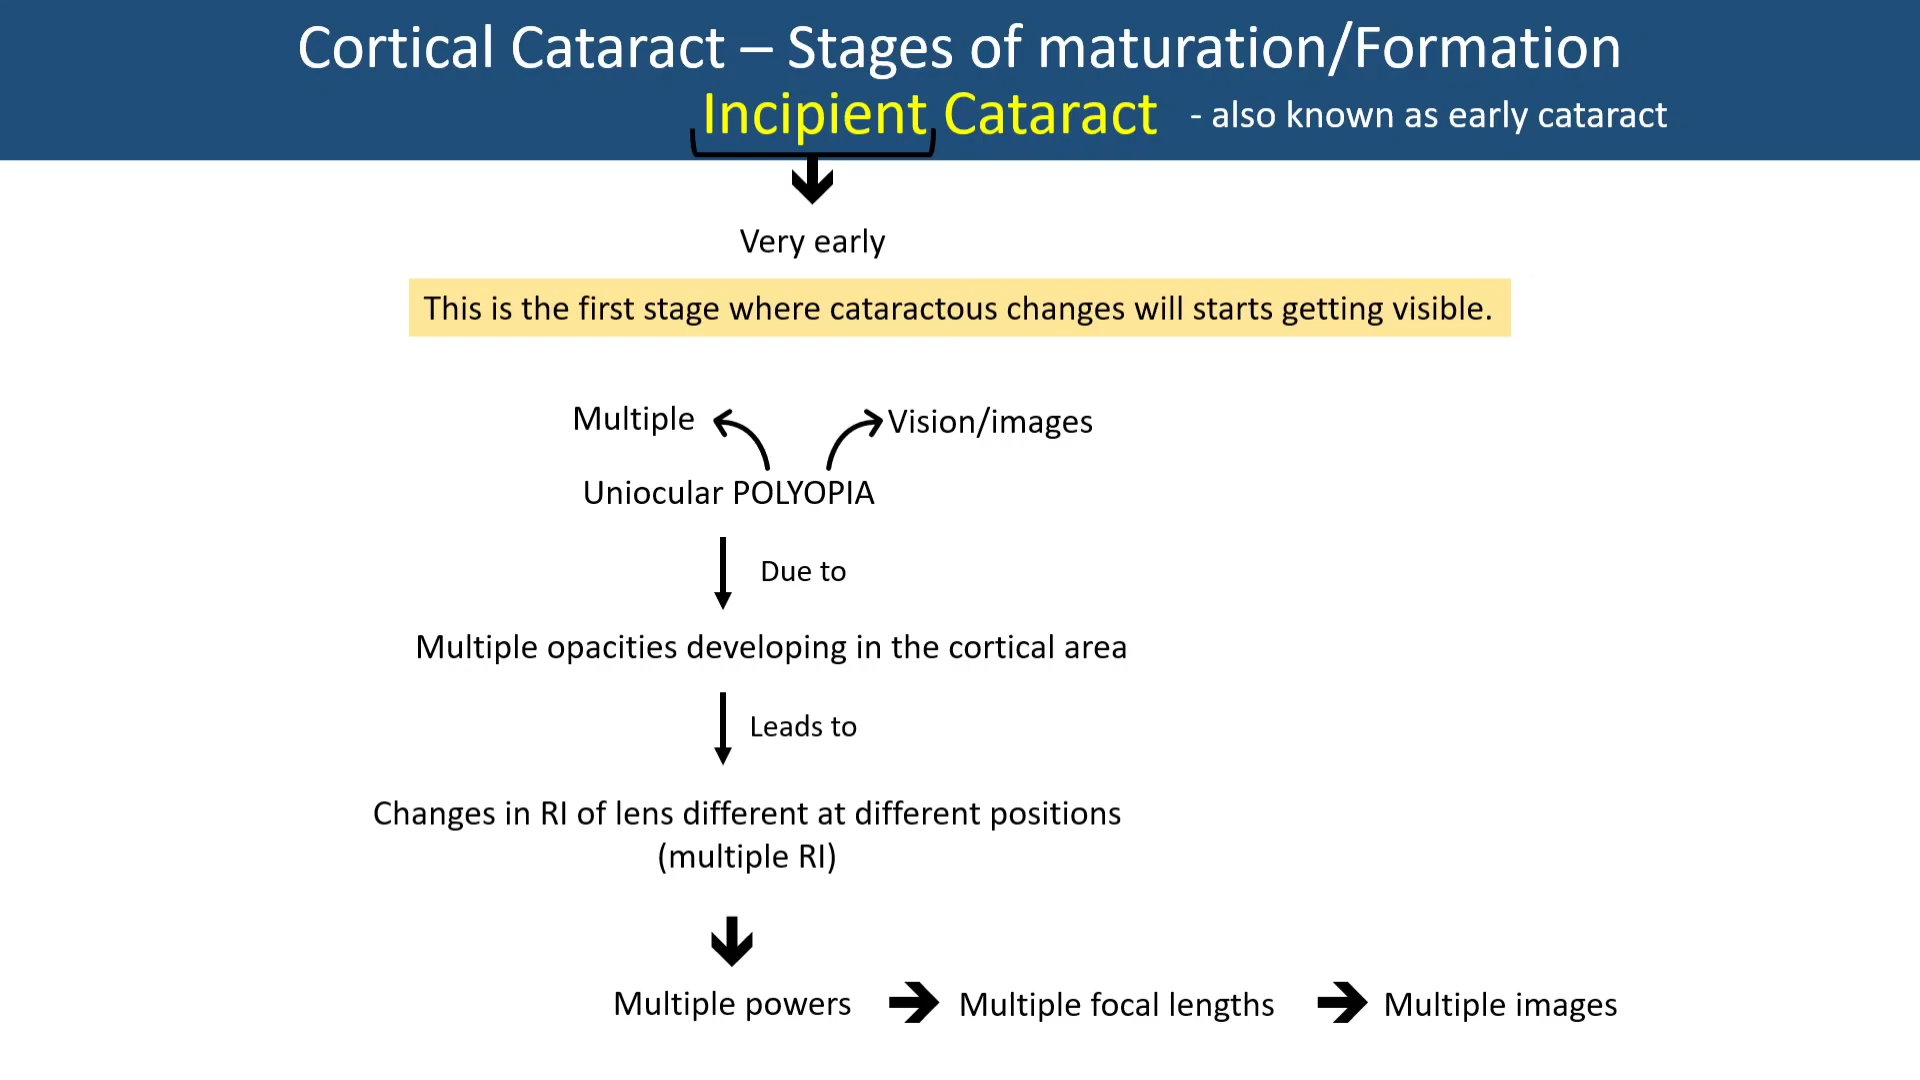 Cortical Cataract – Stages of maturation/Formation
Incipient Cataract - also known as early cataract
Very early
This is the first stage where cataractous changes will starts getting visible.
Multiple Vision/images
Uniocular POLYOPIA
Due to
Multiple opacities developing in the cortical area
Leads to
Changes in RI of lens different at different positions
(multiple RI)
Multiple powers Multiple focal lengths Multiple images